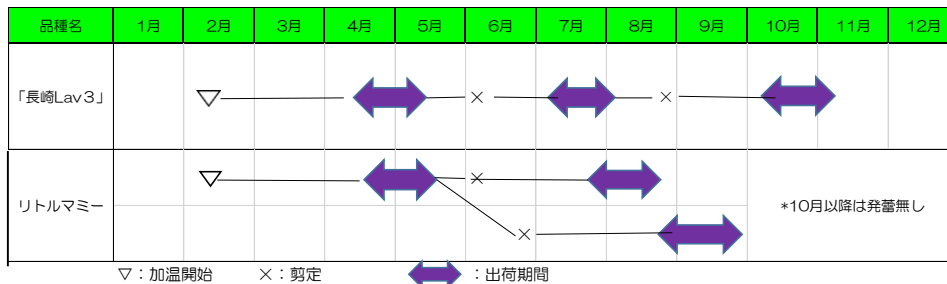 品種名 1月 2月 3月 4月 5月 6月 7月 8月 9月 10月 11月 12月
「長崎Lav3」
リトルマミー
*10月以降は発蕾無し
▽：加温開始 ×：剪定 ：出荷期間